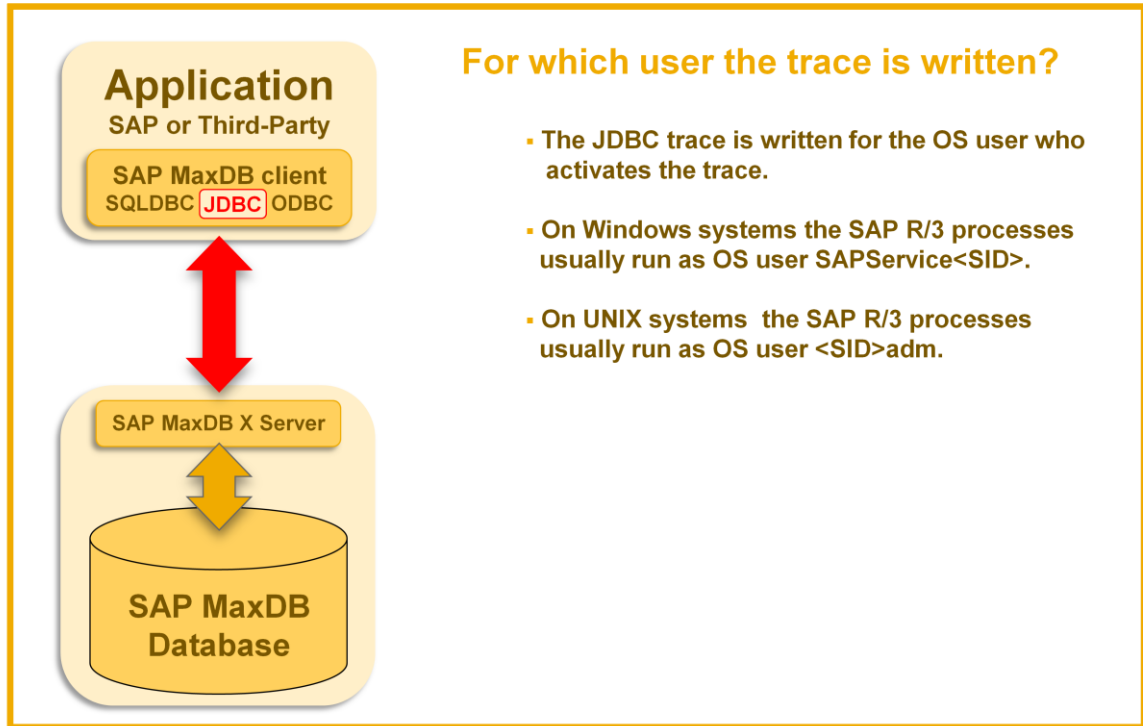 Application
SAP or Third-Party
SAP MaxDB client
SQLDBC JDBC ODBC
SAP MaxDB X Server
SAP MaxDB
Database
For which user the trace is written?
▪ The JDBC trace is written for the OS user who
activates the trace.
▪ On Windows systems the SAP R/3 processes
usually run as OS user SAPService<SID>.
▪ On UNIX systems the SAP R/3 processes
usually run as OS user <SID>adm.